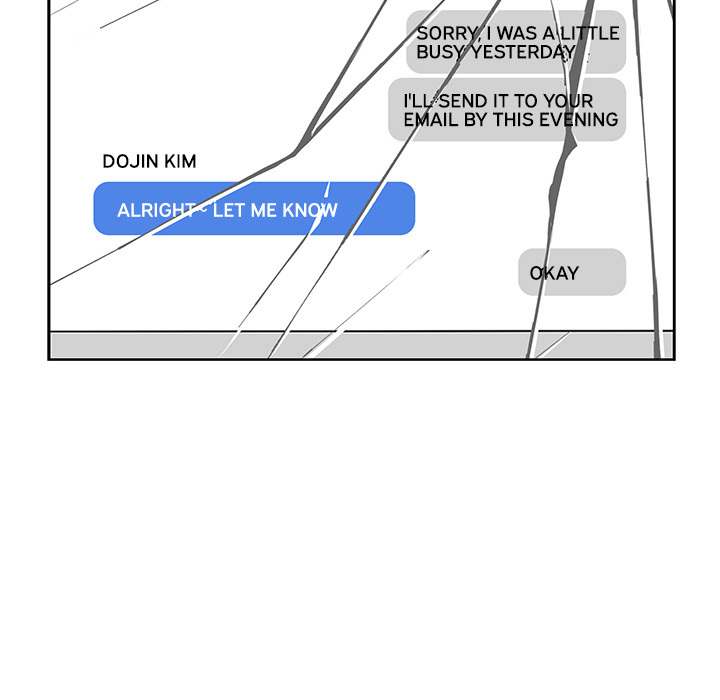 SORRY, I WAS A LITTLE
BUSY YESTERDAY
I'LL SEND IT TO YOUR
EMAIL BY THIS EVENING
DOJIN KIM
ALRIGHT~ LET ME KNOW
OKAY